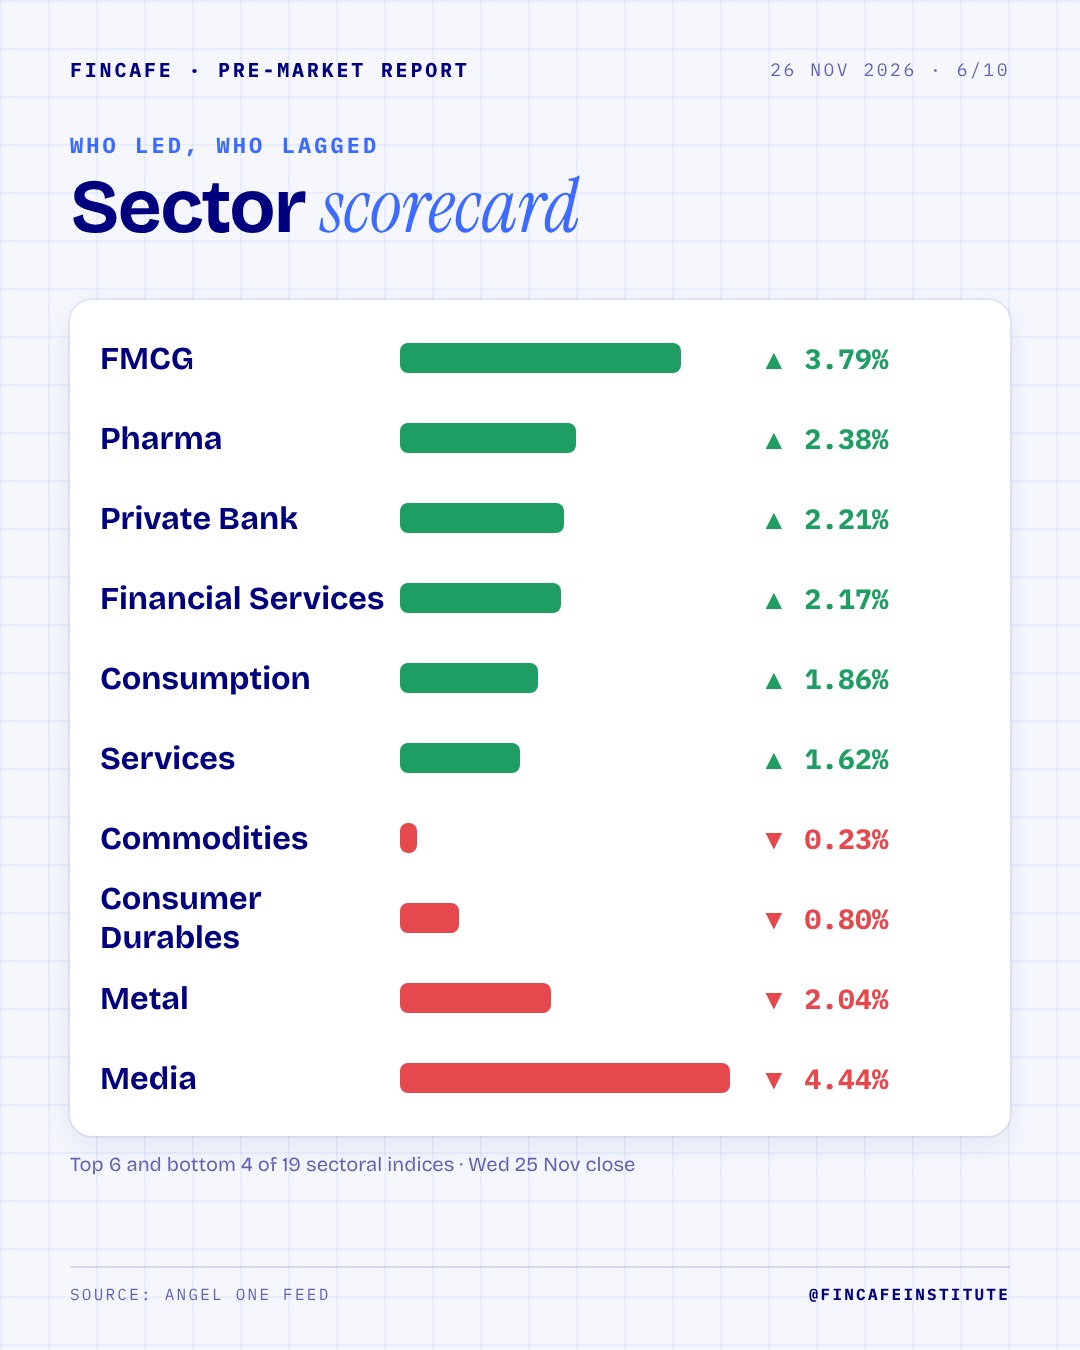 FINCAFE · PRE-MARKET REPORT
26 NOV 2026 · 6/10
WHO LED, WHO LAGGED
Sector scorecard
FMCG ▲ 3.79%
Pharma ▲ 2.38%
Private Bank ▲ 2.21%
Financial Services ▲ 2.17%
Consumption ▲ 1.86%
Services ▲ 1.62%
Commodities ▼ 0.23%
Consumer
Durables ▼ 0.80%
Metal ▼ 2.04%
Media ▼ 4.44%
Top 6 and bottom 4 of 19 sectoral indices · Wed 25 Nov close
SOURCE: ANGEL ONE FEED
@FINCAFEINSTITUTE